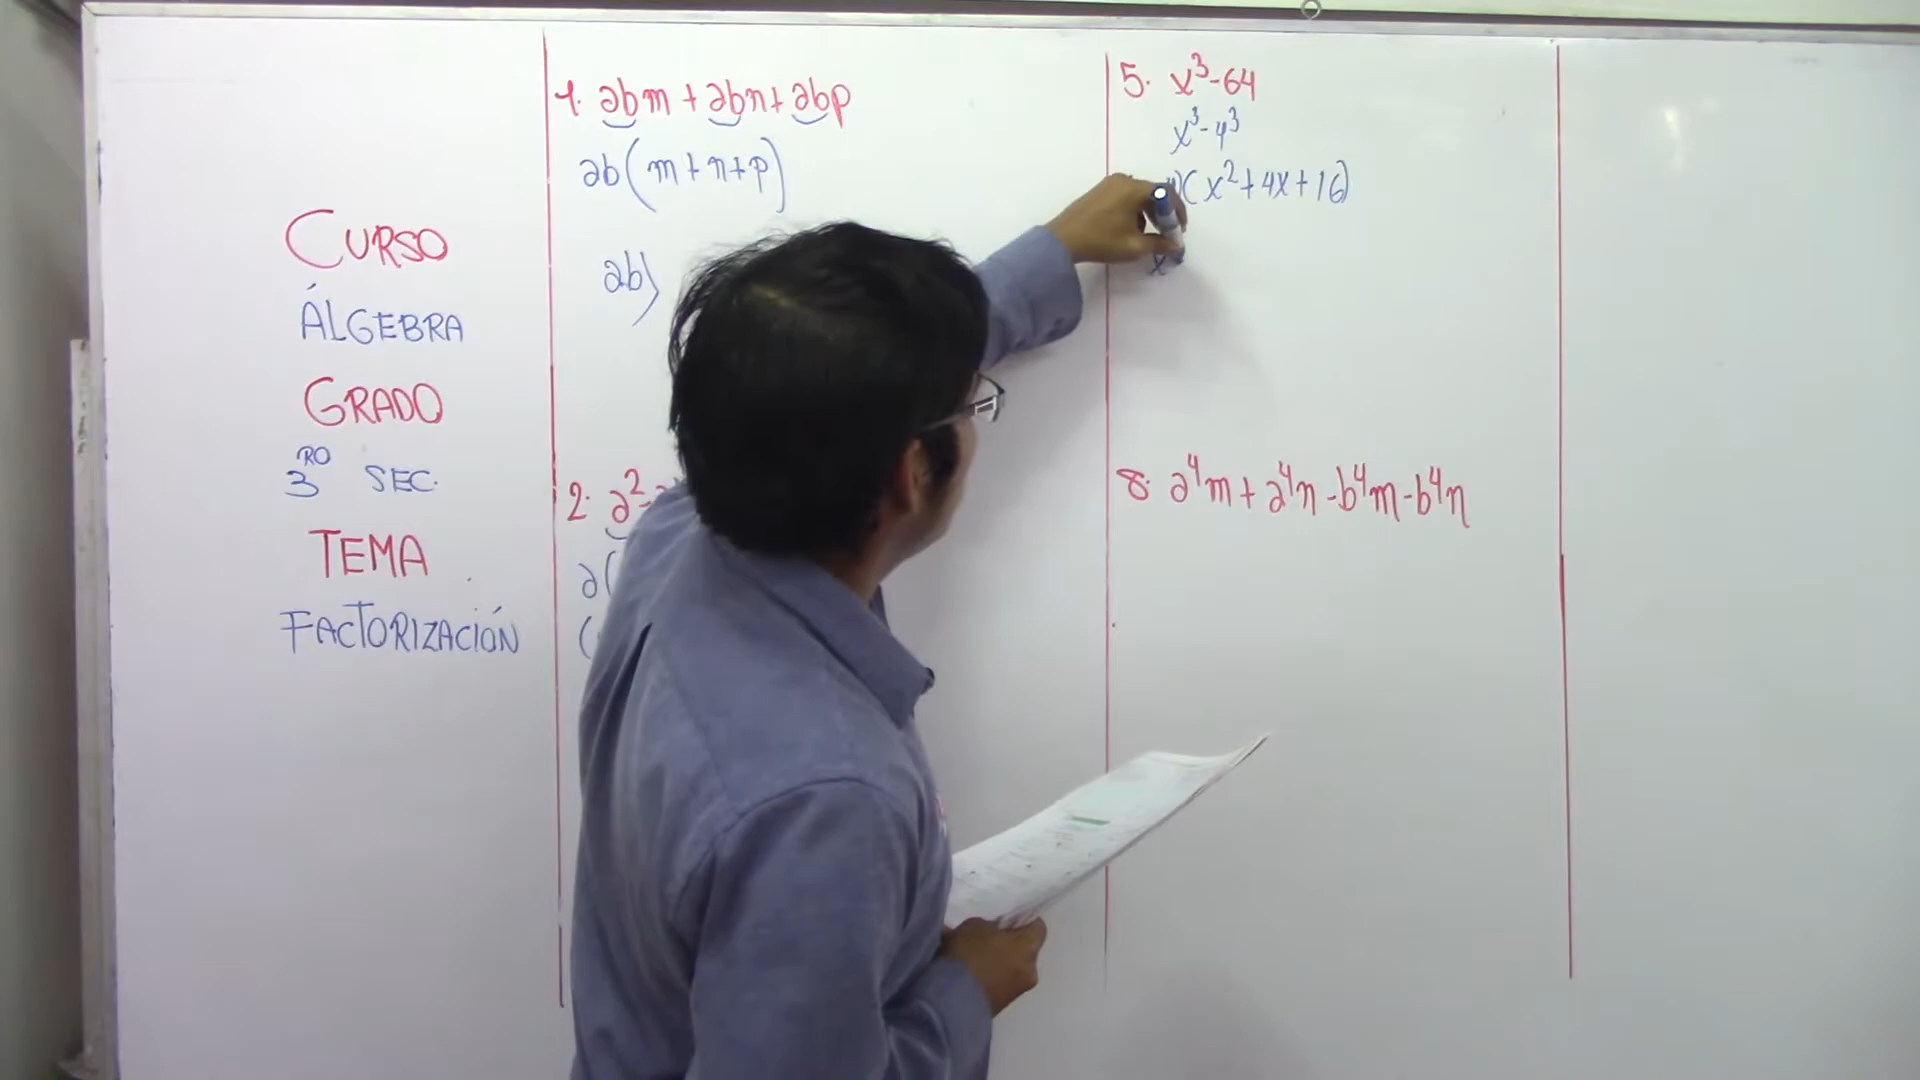 CURSO
ÁLGEBRA
GRADO
3RO SEC.
TEMA
FACTORIZACIÓN
1. abm + abn + abp
ab(m+n+p)
ab)
2. a²-
a(
(
5. x³-64
x³-4³
)(x²+4x+16)
x
8. a⁴m + a⁴n - b⁴m - b⁴n